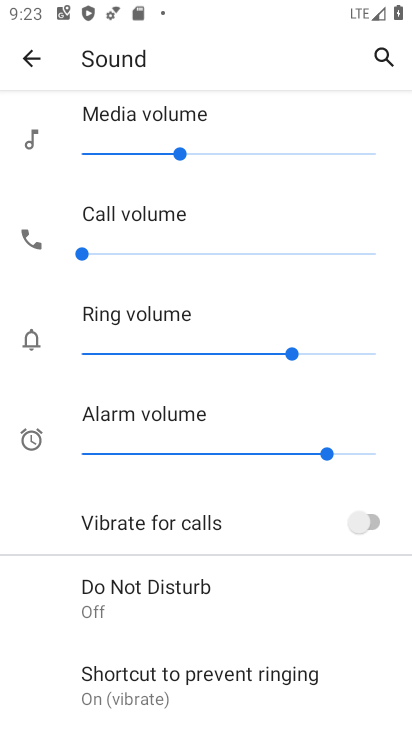 9:23
LTE
Sound
Media volume
Call volume
Ring volume
Alarm volume
Vibrate for calls
Do Not Disturb
Off
Shortcut to prevent ringing
On (vibrate)